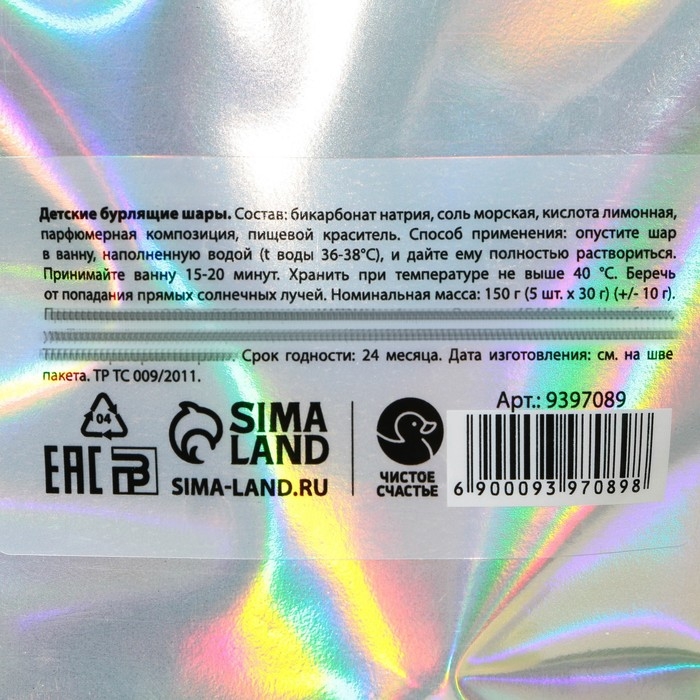 Детские бурлящие шары. Состав: бикарбонат натрия, соль морская, кислота лимонная,
парфюмерная композиция, пищевой краситель. Способ применения: опустите шар
в ванну, наполненную водой (t воды 36-38°С), и дайте ему полностью раствориться.
Принимайте ванну 15-20 минут. Хранить при температуре не выше 40 °С. Беречь
от попадания прямых солнечных лучей. Номинальная масса: 150 г (5 шт. x 30 г) (+/- 10 г).
Срок годности: 24 месяца. Дата изготовления: см. на шве
пакета. ТР ТС 009/2011.
04
EAC
SIMA
LAND
SIMA-LAND.RU
ЧИСТОЕ
СЧАСТЬЕ
Арт.: 9397089
6 900093 970898